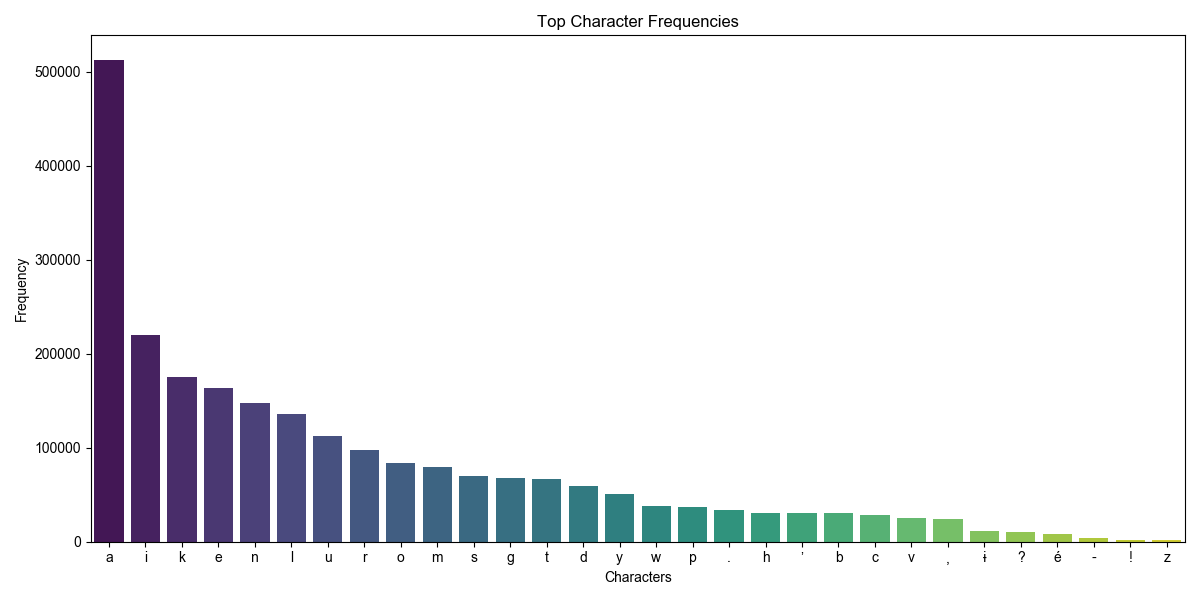 Top Character Frequencies
Frequency
500000
400000
300000
200000
100000
0
a i k e n l u r o m s g t d y w p . h ’ b c v , ɨ ? é - ! z
Characters